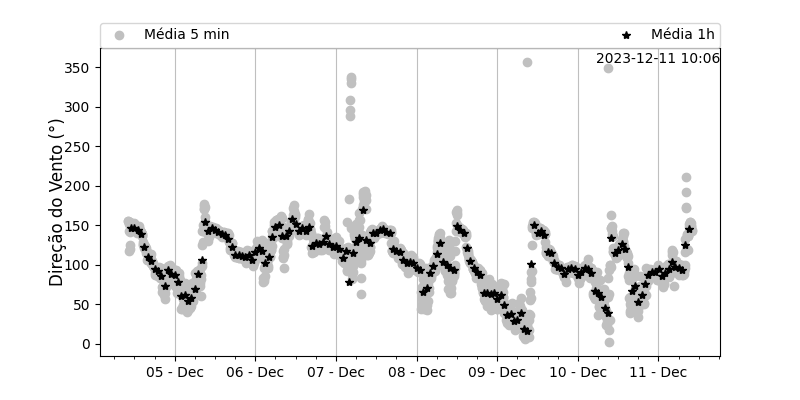 Média 5 min
Média 1h
2023-12-11 10:06
Direção do Vento (°)
350
300
250
200
150
100
50
0
05 - Dec
06 - Dec
07 - Dec
08 - Dec
09 - Dec
10 - Dec
11 - Dec